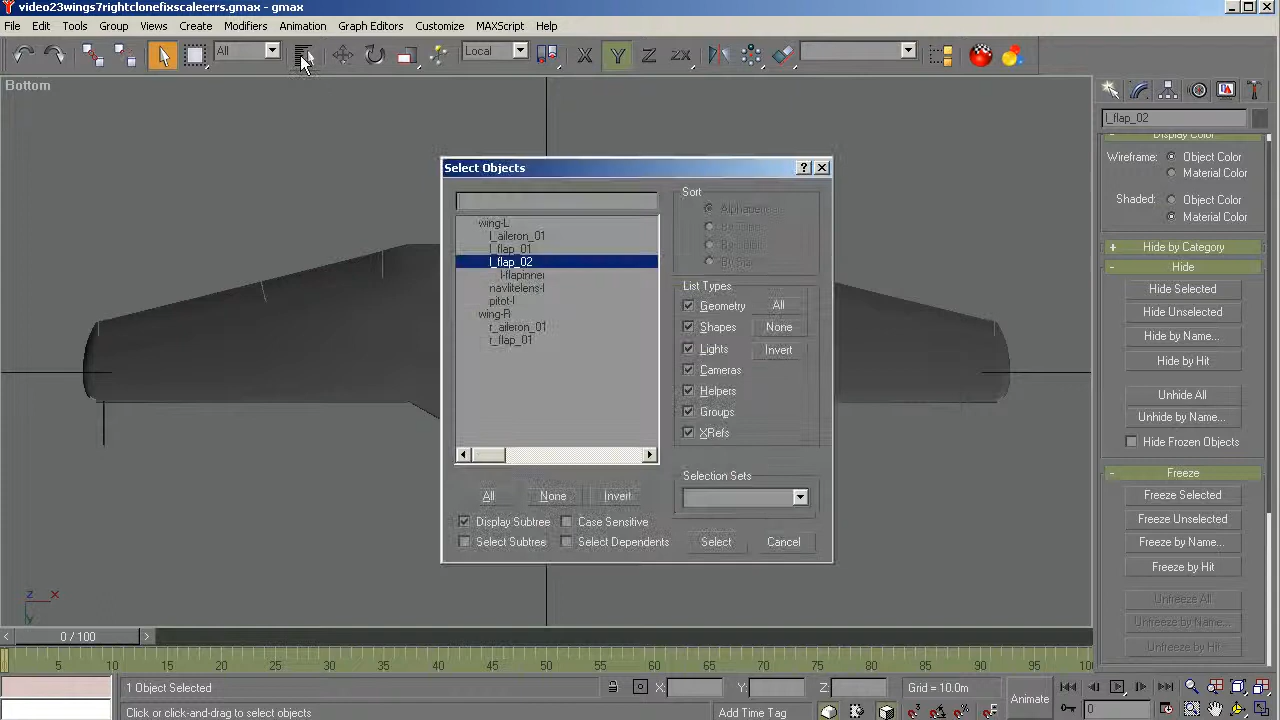 video23wings7rightclonefixscaleerrs.gmax - gmax
File Edit Tools Group Views Create Modifiers Animation Graph Editors Customize MAXScript Help
All
Local
X
Y
Z
ZX
Bottom
l_flap_02
Display Color
Wireframe: Object Color
Material Color
Shaded: Object Color
Material Color
+ Hide by Category
- Hide
Hide Selected
Hide Unselected
Hide by Name...
Hide by Hit
Unhide All
Unhide by Name...
Hide Frozen Objects
- Freeze
Freeze Selected
Freeze Unselected
Freeze by Name...
Freeze by Hit
Unfreeze All
Unfreeze by Name...
Unfreeze by Hit
Select Objects
wing-L
l_aileron_01
l_flap_01
l_flap_02
l-flapinner
navlitelens-l
pitot-l
wing-R
r_aileron_01
r_flap_01
Sort
Alphabetical
By Type
By Color
By Size
List Types
Geometry All
Shapes None
Lights Invert
Cameras
Helpers
Groups
XRefs
Selection Sets
All None Invert
Display Subtree Case Sensitive
Select Subtree Select Dependents
Select Cancel
z x
y
< 0 / 100 >
5 10 15 20 25 30 35 40 45 50 55 60 65 70 75 80 85 90 95 100
1 Object Selected X: Y: Z: Grid = 10.0m
Animate
Click or click-and-drag to select objects
Add Time Tag
0